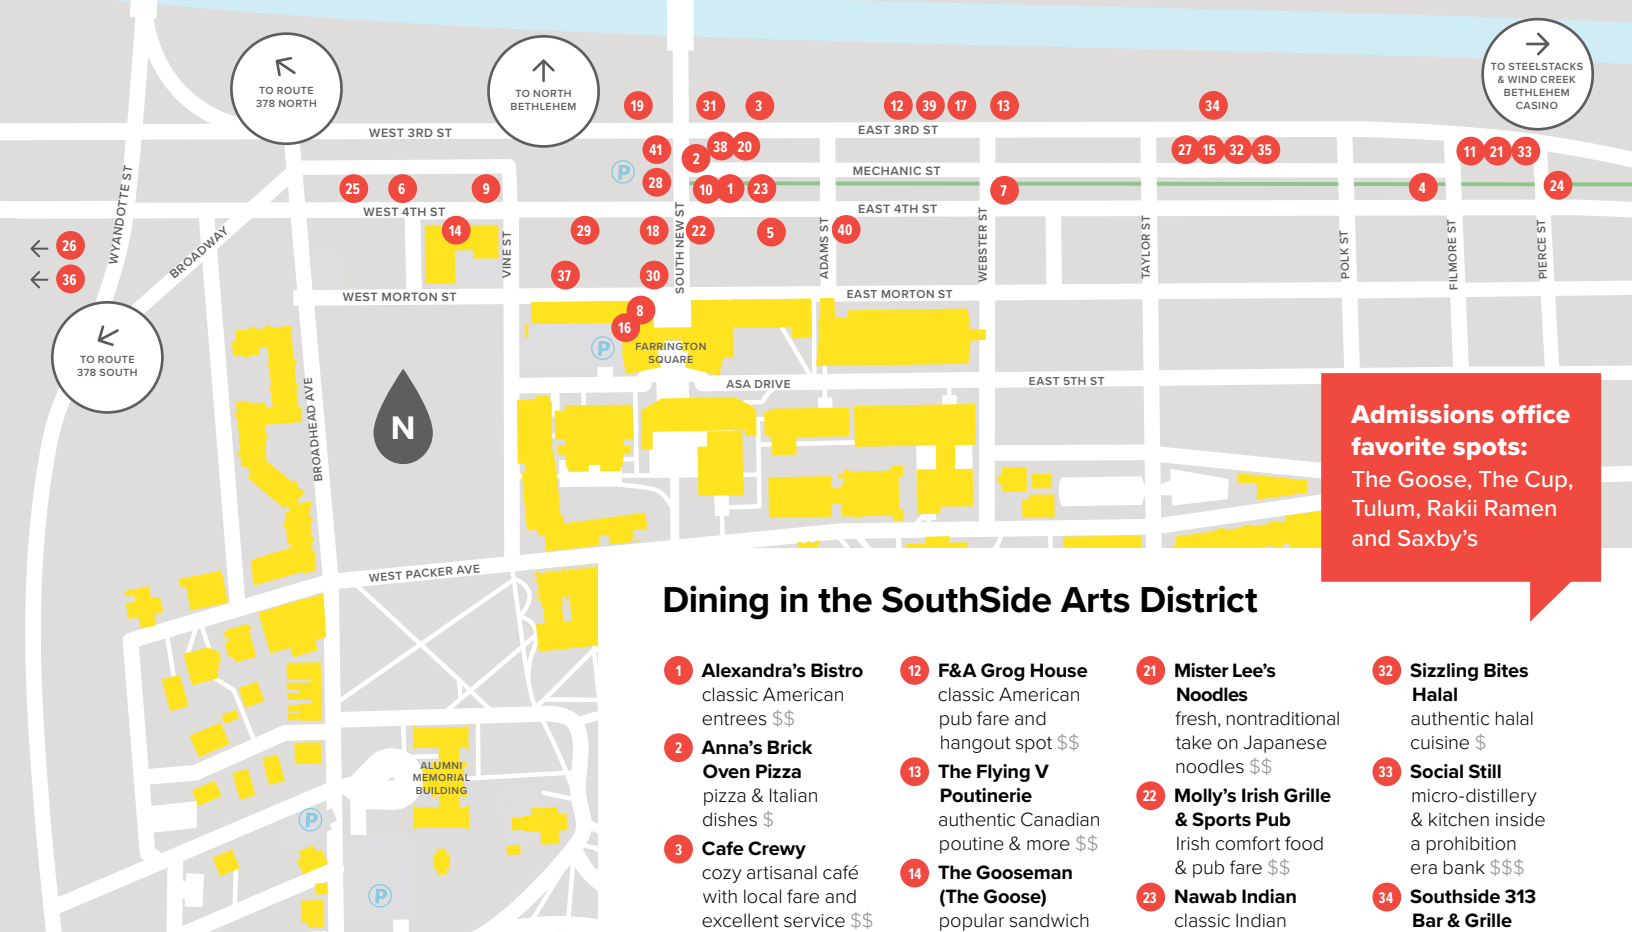 TO ROUTE
378 NORTH
TO NORTH
BETHLEHEM
TO STEELSTACKS
& WIND CREEK
BETHLEHEM
CASINO
19
31
3
12
39
17
13
34
WEST 3RD ST
EAST 3RD ST
41
2
38
20
27
15
32
35
11
21
33
P
MECHANIC ST
28
10
1
23
7
4
24
25
6
9
WEST 4TH ST
EAST 4TH ST
14
29
18
22
5
40
26
36
37
30
WYANDOTTE ST
BROADWAY
VINE ST
SOUTH NEW ST
ADAMS ST
WEBSTER ST
TAYLOR ST
POLK ST
FILMORE ST
PIERCE ST
WEST MORTON ST
EAST MORTON ST
8
16
P
FARRINGTON
SQUARE
TO ROUTE
378 SOUTH
ASA DRIVE
EAST 5TH ST
BROADHEAD AVE
N
WEST PACKER AVE
ALUMNI
MEMORIAL
BUILDING
P
P
Admissions office
favorite spots:
The Goose, The Cup,
Tulum, Rakii Ramen
and Saxby's
Dining in the SouthSide Arts District
1 Alexandra's Bistro
classic American
entrees $$
2 Anna's Brick
Oven Pizza
pizza & Italian
dishes $
3 Cafe Crewy
cozy artisanal café
with local fare and
excellent service $$
12 F&A Grog House
classic American
pub fare and
hangout spot $$
13 The Flying V
Poutinerie
authentic Canadian
poutine & more $$
14 The Gooseman
(The Goose)
popular sandwich
21 Mister Lee's
Noodles
fresh, nontraditional
take on Japanese
noodles $$
22 Molly's Irish Grille
& Sports Pub
Irish comfort food
& pub fare $$
23 Nawab Indian
classic Indian
32 Sizzling Bites
Halal
authentic halal
cuisine $
33 Social Still
micro-distillery
& kitchen inside
a prohibition
era bank $$$
34 Southside 313
Bar & Grille